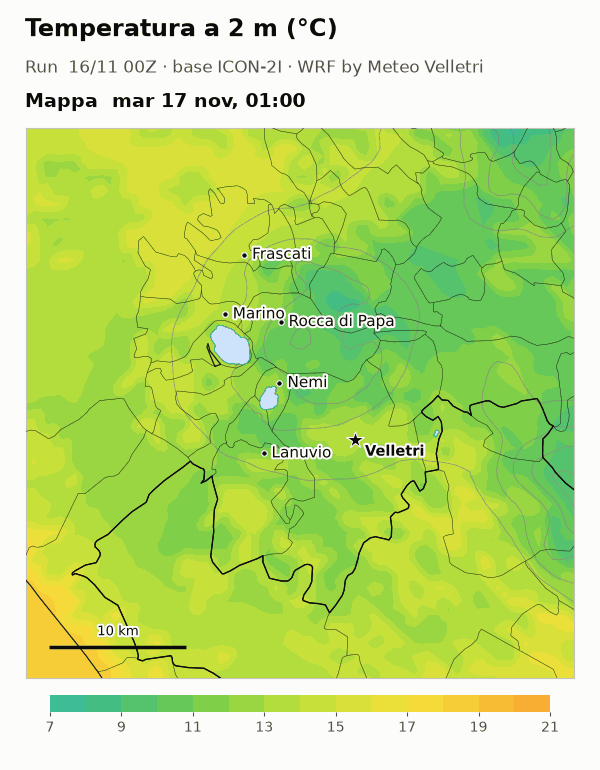 Temperatura a 2 m (°C)
Run  16/11 00Z · base ICON-2I · WRF by Meteo Velletri
Mappa  mar 17 nov, 01:00
Frascati
Marino
Rocca di Papa
Nemi
Velletri
Lanuvio
10 km
7 9 11 13 15 17 19 21